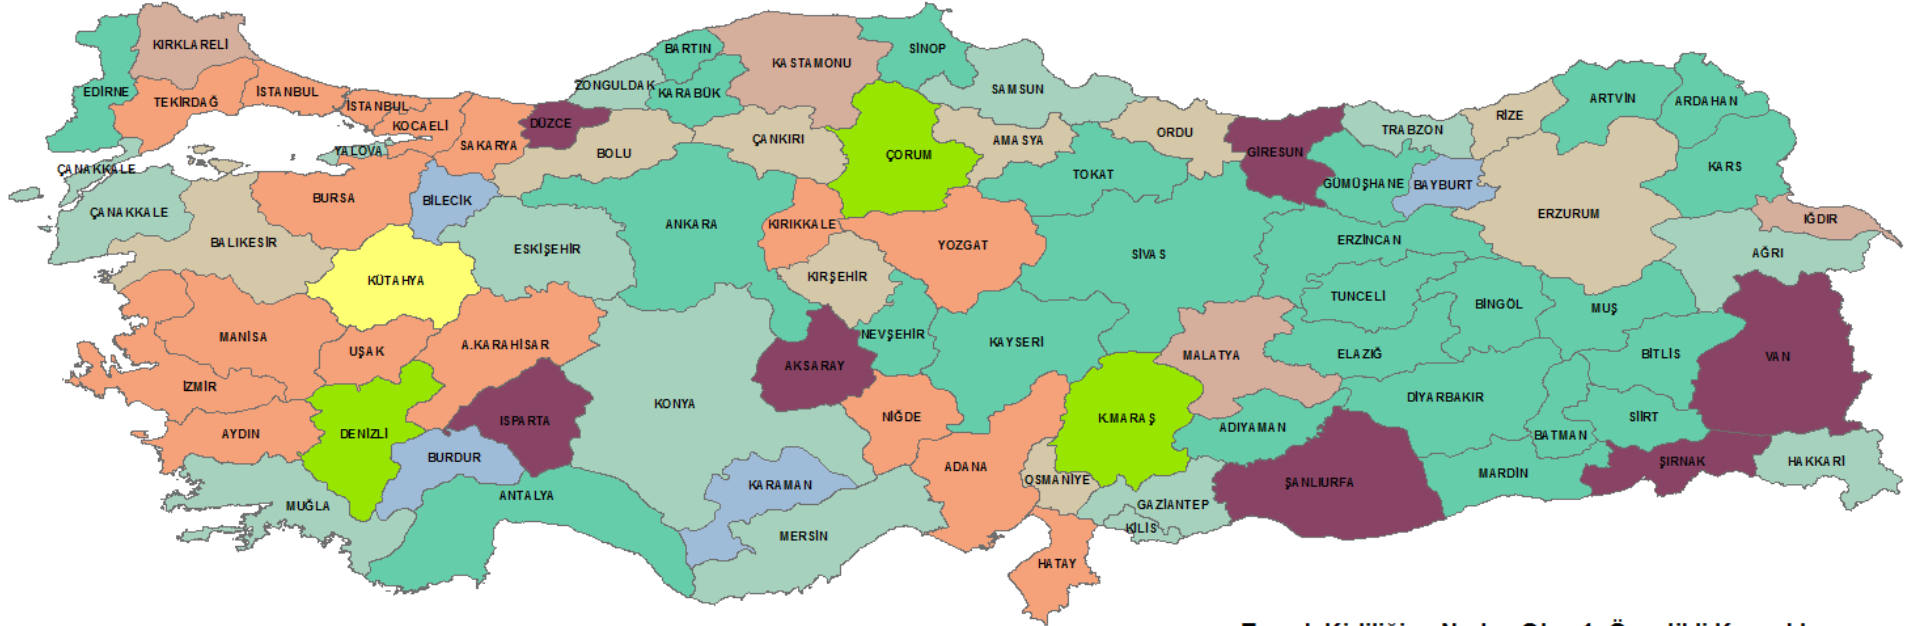 KIRKLARELİ
EDİRNE
TEKİRDAĞ
İSTANBUL
İSTANBUL
KOCAELİ
YALOVA
SAKARYA
DÜZCE
ZONGULDAK
BARTIN
KARABÜK
KASTAMONU
SİNOP
SAMSUN
BOLU
ÇANKIRI
ÇORUM
AMASYA
ORDU
TOKAT
GİRESUN
TRABZON
RİZE
ARTVİN
ARDAHAN
KARS
GÜMÜŞHANE
BAYBURT
ERZURUM
IĞDIR
AĞRI
ÇANAKKALE
ÇANAKKALE
BALIKESİR
BURSA
BİLECİK
ESKİŞEHİR
ANKARA
KIRIKKALE
YOZGAT
SİVAS
ERZİNCAN
KÜTAHYA
KIRŞEHİR
TUNCELİ
BİNGÖL
MUŞ
MANİSA
UŞAK
A.KARAHİSAR
NEVŞEHİR
KAYSERİ
MALATYA
ELAZIĞ
BİTLİS
VAN
İZMİR
AKSARAY
KONYA
NİĞDE
K.MARAŞ
ADIYAMAN
DİYARBAKIR
BATMAN
SİİRT
AYDIN
DENİZLİ
ISPARTA
BURDUR
ANTALYA
MUĞLA
KARAMAN
MERSİN
ADANA
OSMANİYE
GAZİANTEP
KİLİS
HATAY
ŞANLIURFA
MARDİN
ŞIRNAK
HAKKARİ